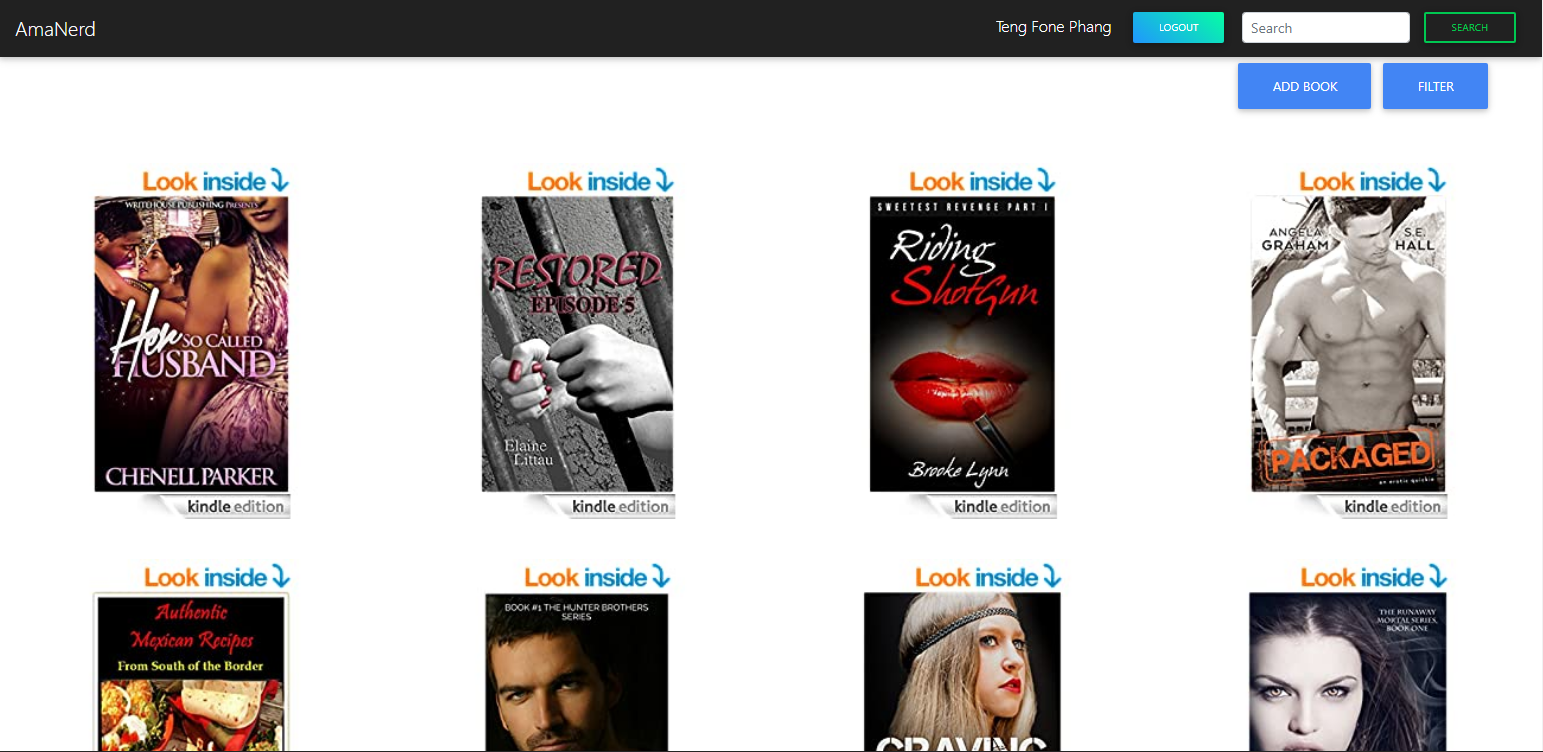 AmaNerd
Teng Fone Phang
LOGOUT
Search
SEARCH
ADD BOOK
FILTER
Look inside
WRITEHOUSE PUBLISHING PRESENTS
Her SO CALLED
HUSBAND
CHENELL PARKER
kindle edition
Look inside
RESTORED
EPISODE 5
Elaine
Littau
kindle edition
Look inside
SWEETEST REVENGE PART I
Riding
ShotGun
Brooke Lynn
kindle edition
Look inside
ANGELA
GRAHAM
S.E.
HALL
PACKAGED
an erotic quickie
kindle edition
Look inside
Authentic
Mexican Recipes
From South of the Border
Look inside
BOOK #1 THE HUNTER BROTHERS
SERIES
Look inside
CRAVING
Look inside
THE RUNAWAY
MORTAL SERIES,
BOOK ONE